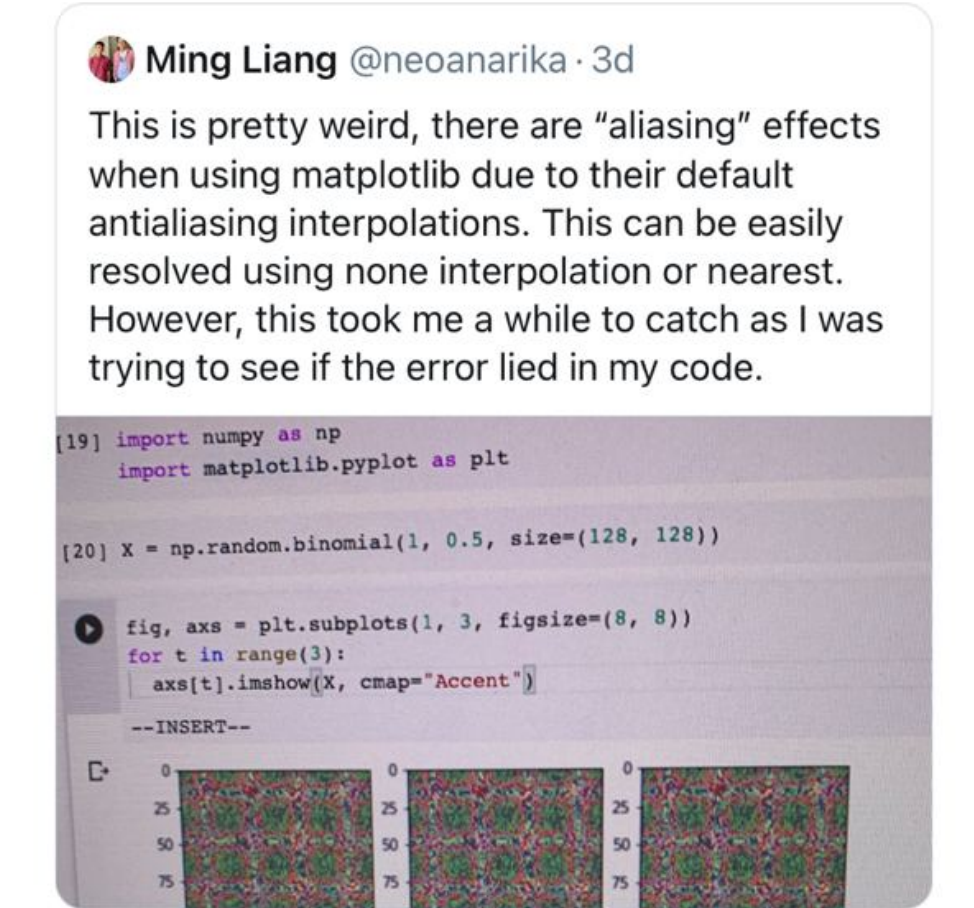 Ming Liang @neoanarika · 3d
This is pretty weird, there are “aliasing” effects
when using matplotlib due to their default
antialiasing interpolations. This can be easily
resolved using none interpolation or nearest.
However, this took me a while to catch as I was
trying to see if the error lied in my code.
[19] import numpy as np
import matplotlib.pyplot as plt
[20] X = np.random.binomial(1, 0.5, size=(128, 128))
fig, axs = plt.subplots(1, 3, figsize=(8, 8))
for t in range(3):
axs[t].imshow(X, cmap="Accent")
--INSERT--
0 0 0
25 25 25
50 50 50
75 75 75